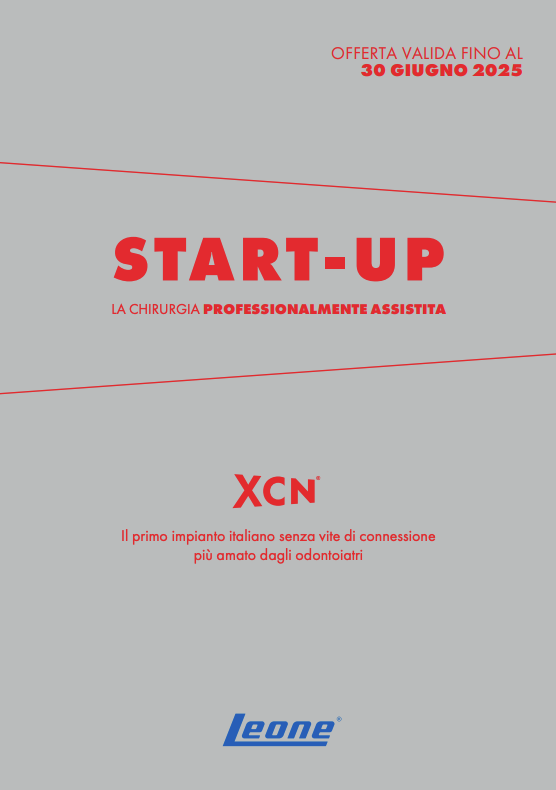 OFFERTA VALIDA FINO AL
30 GIUGNO 2025
START-UP
LA CHIRURGIA PROFESSIONALMENTE ASSISTITA
XCN®
Il primo impianto italiano senza vite di connessione
più amato dagli odontoiatri
Leone®